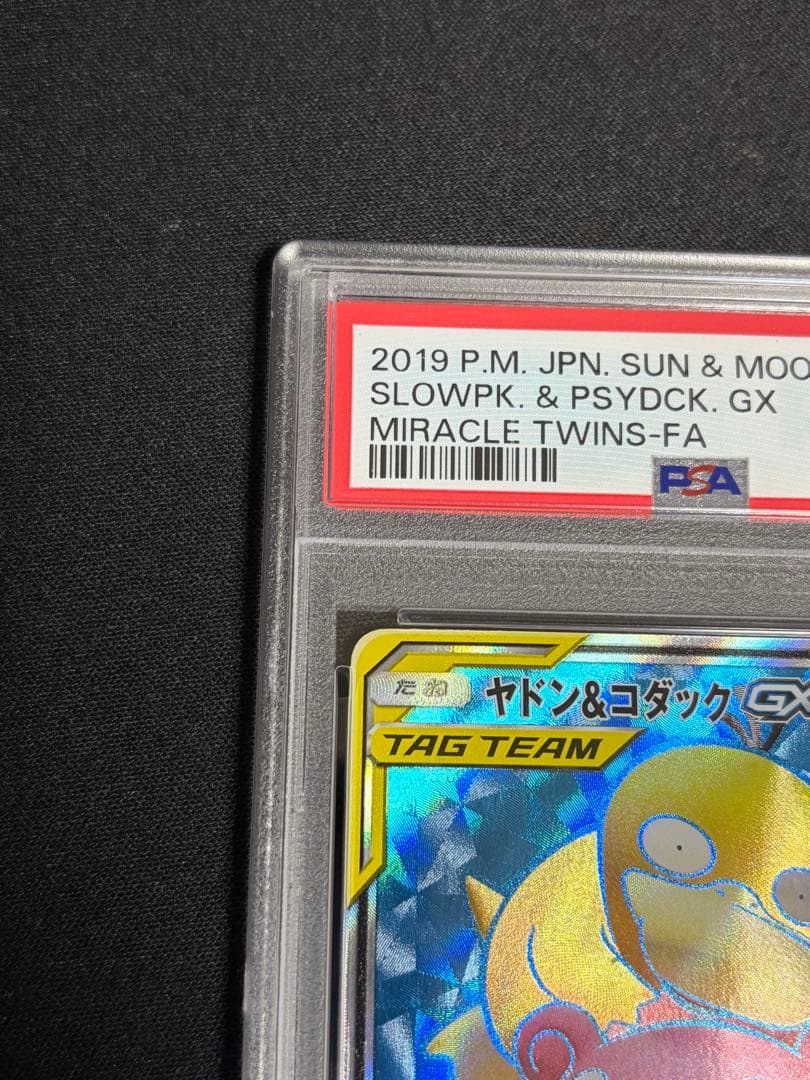 2019 P.M. JPN. SUN & MOO
SLOWPK. & PSYDCK. GX
MIRACLE TWINS-FA
PSA
たね ヤドン&コダック GX
TAG TEAM